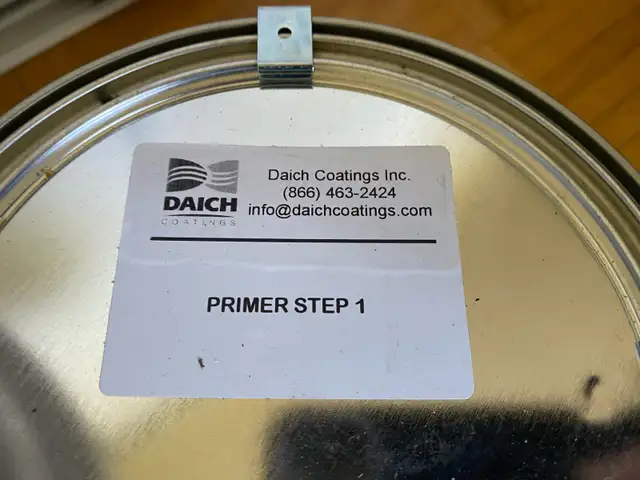 DAICH
COATINGS
Daich Coatings Inc.
(866) 463-2424
info@daichcoatings.com
PRIMER STEP 1